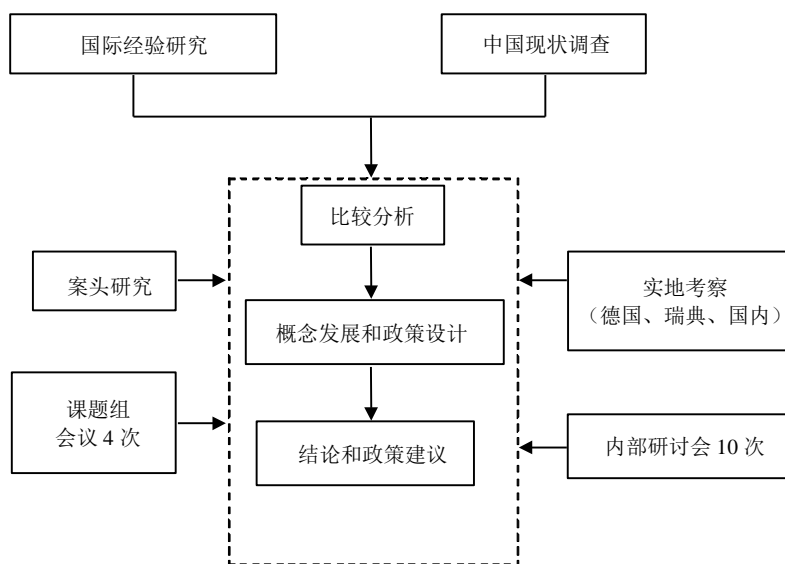 国际经验研究
中国现状调查
比较分析
案头研究
实地考察
（德国、瑞典、国内）
概念发展和政策设计
课题组
会议 4 次
结论和政策建议
内部研讨会 10 次